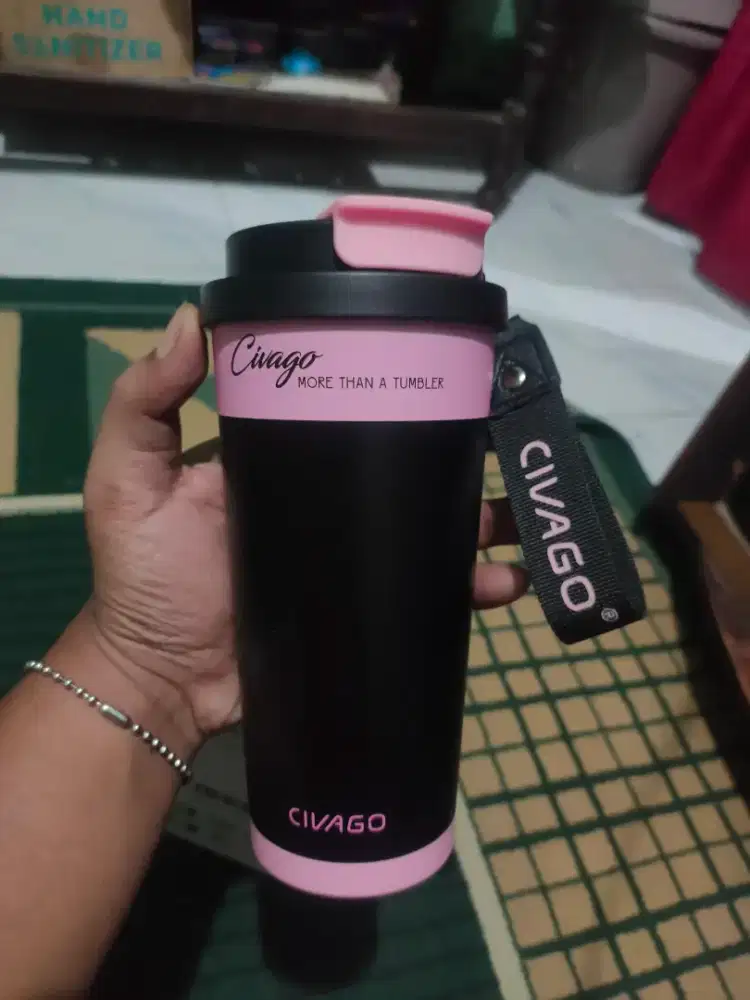 HAND
SANITIZER
Civago
MORE THAN A TUMBLER
CIVAGO®
CIVAGO